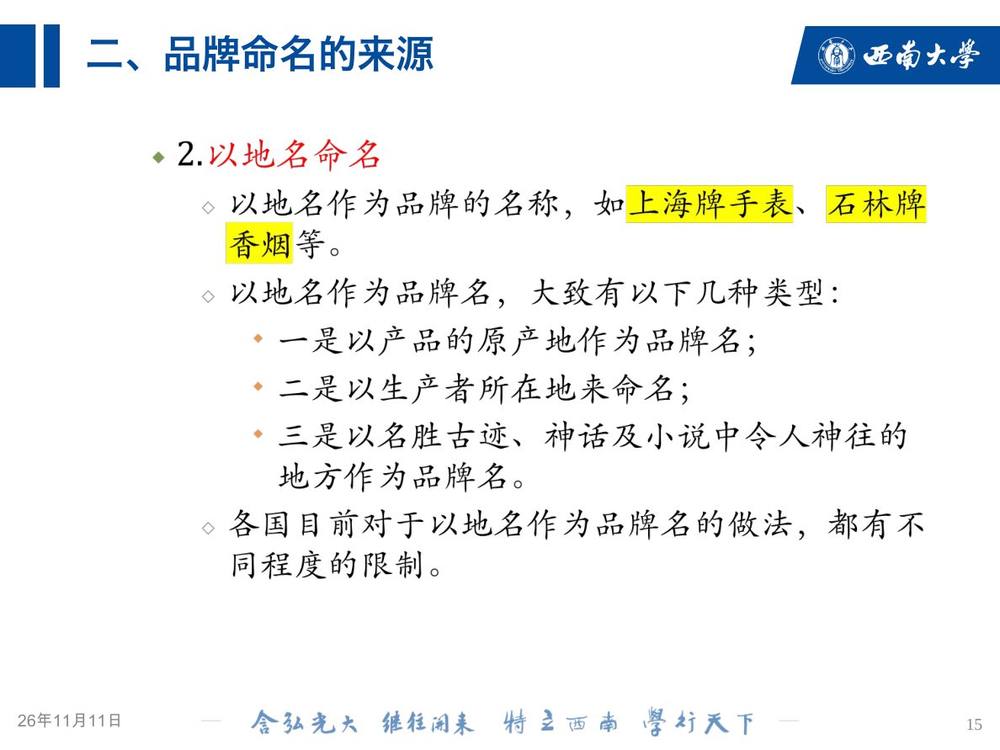 二、品牌命名的来源
西南大学
2.以地名命名
以地名作为品牌的名称，如上海牌手表、石林牌
香烟等。
以地名作为品牌名，大致有以下几种类型：
一是以产品的原产地作为品牌名；
二是以生产者所在地来命名；
三是以名胜古迹、神话及小说中令人神往的
地方作为品牌名。
各国目前对于以地名作为品牌名的做法，都有不
同程度的限制。
26年11月11日
含弘光大 继往开来 特立西南 學行天下
15